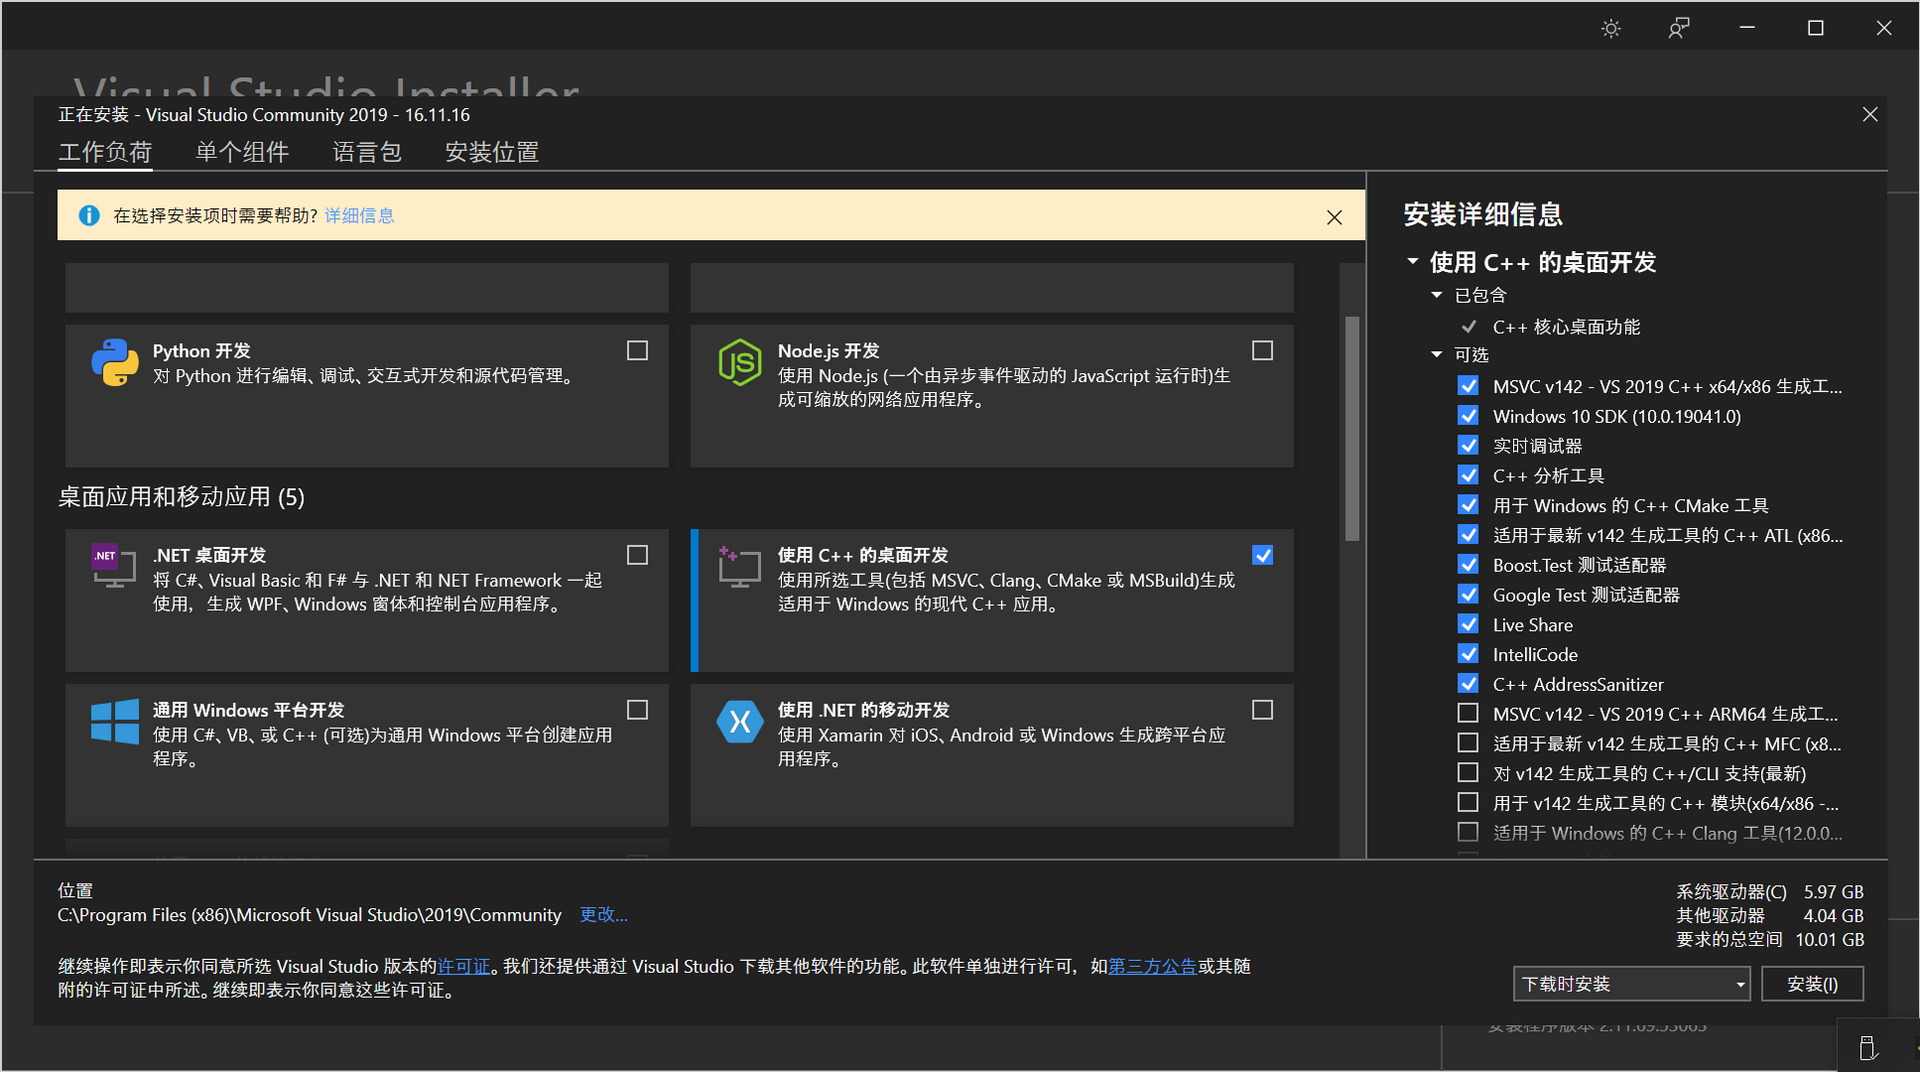 Visual Studio Installer
正在安装 - Visual Studio Community 2019 - 16.11.16
工作负荷 单个组件 语言包 安装位置
在选择安装项时需要帮助? 详细信息
Python 开发
对 Python 进行编辑、调试、交互式开发和源代码管理。
Node.js 开发
使用 Node.js (一个由异步事件驱动的 JavaScript 运行时)生
成可缩放的网络应用程序。
桌面应用和移动应用 (5)
.NET
.NET 桌面开发
将 C#、Visual Basic 和 F# 与 .NET 和 NET Framework 一起
使用，生成 WPF、Windows 窗体和控制台应用程序。
使用 C++ 的桌面开发
使用所选工具(包括 MSVC、Clang、CMake 或 MSBuild)生成
适用于 Windows 的现代 C++ 应用。
通用 Windows 平台开发
使用 C#、VB、或 C++ (可选)为通用 Windows 平台创建应用
程序。
使用 .NET 的移动开发
使用 Xamarin 对 iOS、Android 或 Windows 生成跨平台应
用程序。
安装详细信息
使用 C++ 的桌面开发
已包含
C++ 核心桌面功能
可选
MSVC v142 - VS 2019 C++ x64/x86 生成工...
Windows 10 SDK (10.0.19041.0)
实时调试器
C++ 分析工具
用于 Windows 的 C++ CMake 工具
适用于最新 v142 生成工具的 C++ ATL (x86...
Boost.Test 测试适配器
Google Test 测试适配器
Live Share
IntelliCode
C++ AddressSanitizer
MSVC v142 - VS 2019 C++ ARM64 生成工...
适用于最新 v142 生成工具的 C++ MFC (x8...
对 v142 生成工具的 C++/CLI 支持(最新)
用于 v142 生成工具的 C++ 模块(x64/x86 -...
适用于 Windows 的 C++ Clang 工具(12.0.0...
位置
C:\Program Files (x86)\Microsoft Visual Studio\2019\Community 更改...
继续操作即表示你同意所选 Visual Studio 版本的许可证。我们还提供通过 Visual Studio 下载其他软件的功能。此软件单独进行许可，如第三方公告或其随
附的许可证中所述。继续即表示你同意这些许可证。
系统驱动器(C) 5.97 GB
其他驱动器 4.04 GB
要求的总空间 10.01 GB
下载时安装 安装(I)